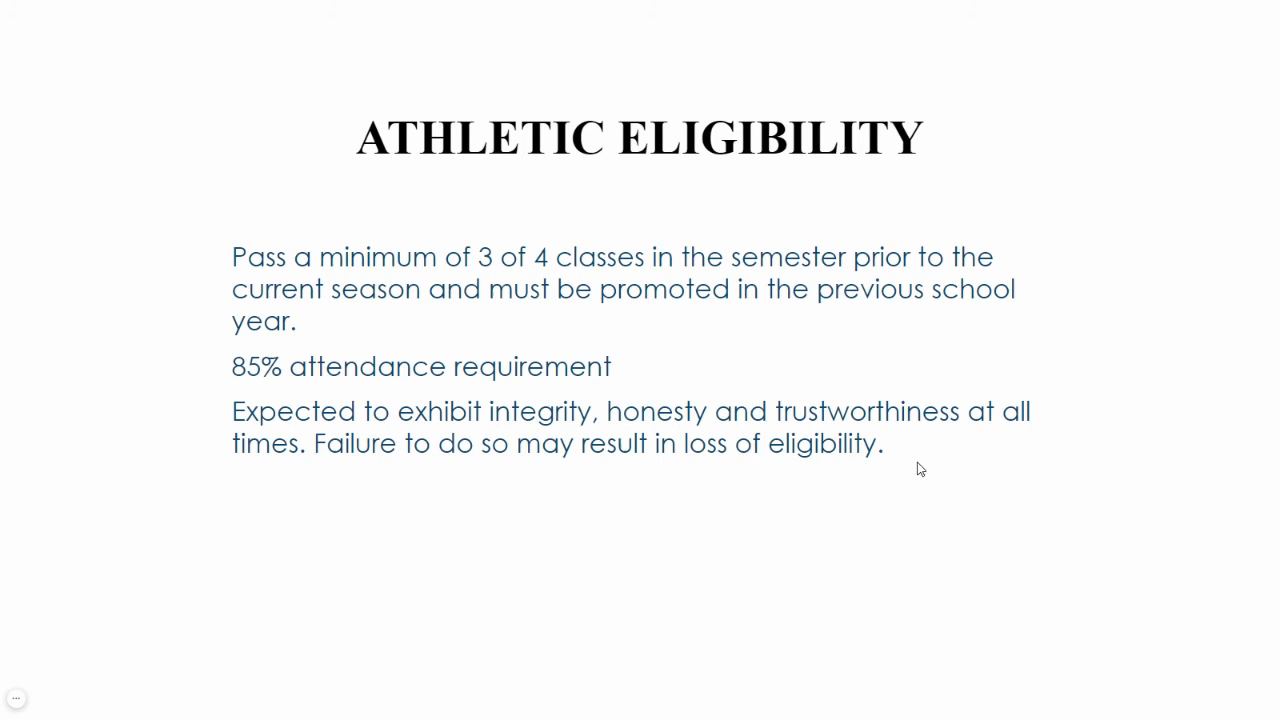 ATHLETIC ELIGIBILITY
Pass a minimum of 3 of 4 classes in the semester prior to the
current season and must be promoted in the previous school
year.
85% attendance requirement
Expected to exhibit integrity, honesty and trustworthiness at all
times. Failure to do so may result in loss of eligibility.